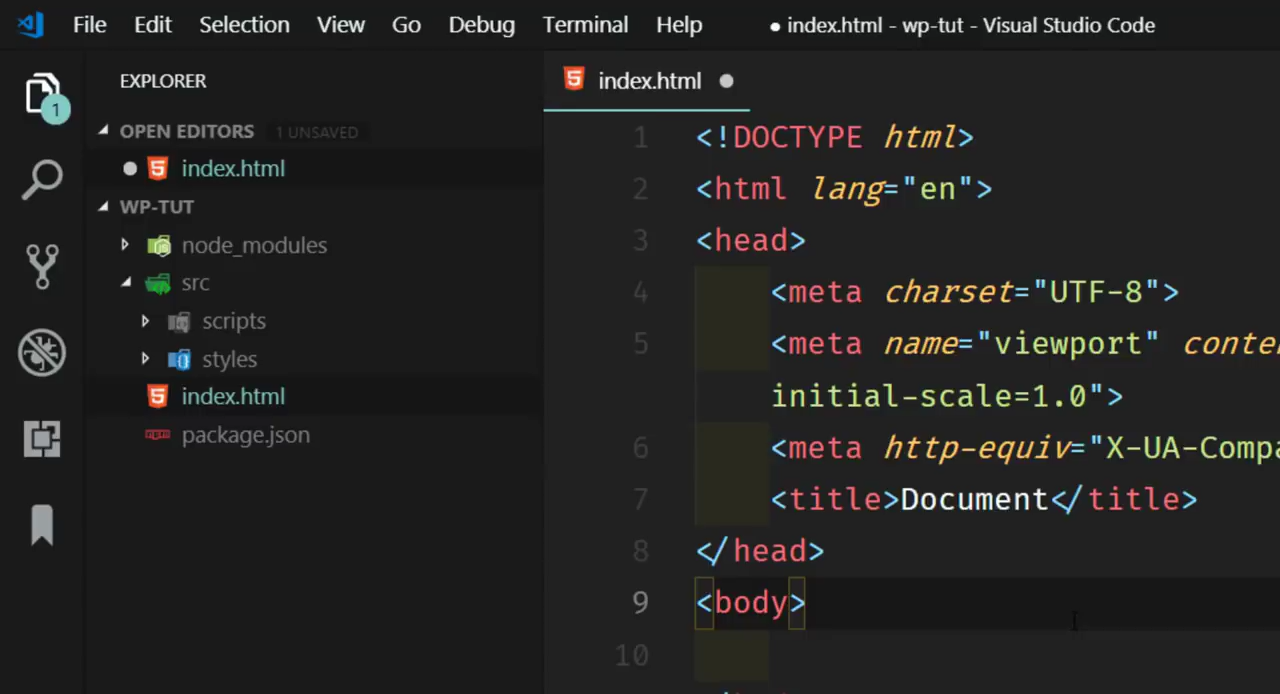 File Edit Selection View Go Debug Terminal Help ● index.html - wp-tut - Visual Studio Code
EXPLORER
1
OPEN EDITORS 1 UNSAVED
index.html
WP-TUT
node_modules
src
scripts
styles
index.html
package.json
index.html
1 <!DOCTYPE html>
2 <html lang="en">
3 <head>
4 <meta charset="UTF-8">
5 <meta name="viewport" conte
initial-scale=1.0">
6 <meta http-equiv="X-UA-Compa
7 <title>Document</title>
8 </head>
9 <body>
10